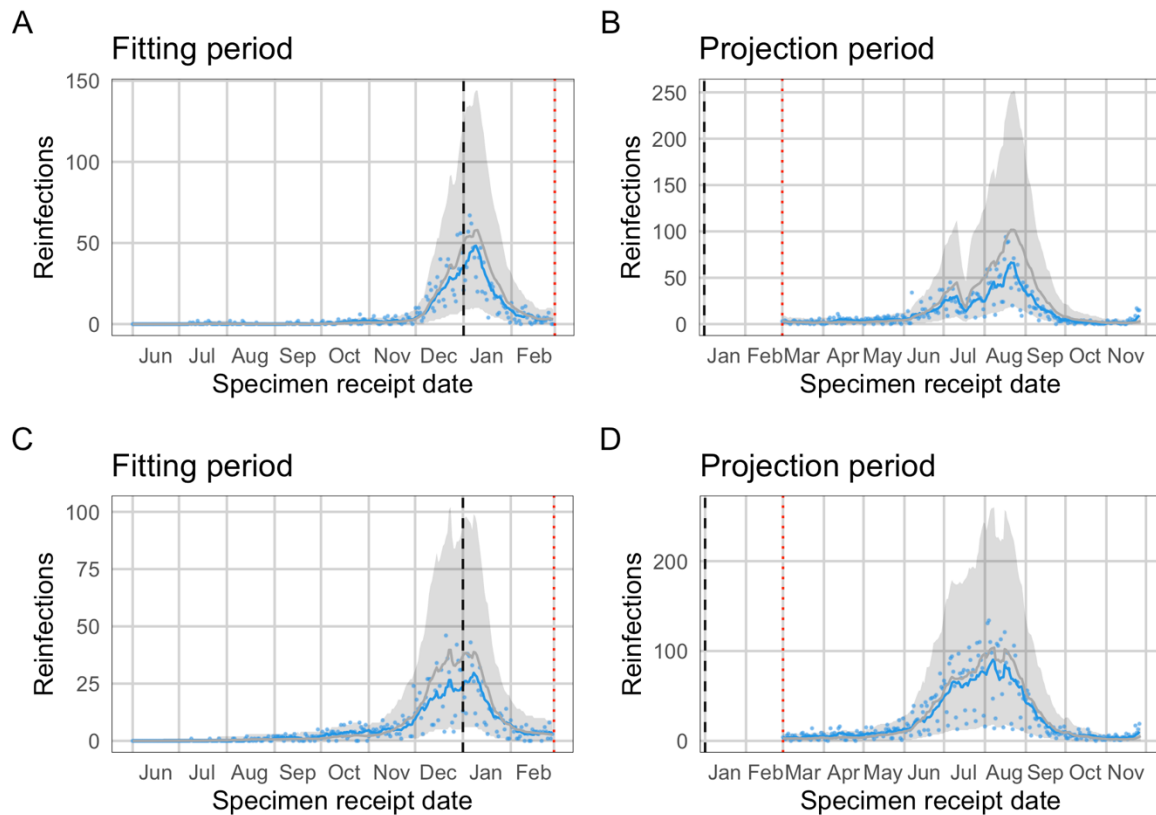 A
Fitting period
150
100
50
0
Reinfections
Jun Jul Aug Sep Oct Nov Dec Jan Feb
Specimen receipt date
B
Projection period
250
200
150
100
50
0
Reinfections
Jan Feb Mar Apr May Jun Jul Aug Sep Oct Nov
Specimen receipt date
C
Fitting period
100
75
50
25
0
Reinfections
Jun Jul Aug Sep Oct Nov Dec Jan Feb
Specimen receipt date
D
Projection period
200
100
0
Reinfections
Jan Feb Mar Apr May Jun Jul Aug Sep Oct Nov
Specimen receipt date